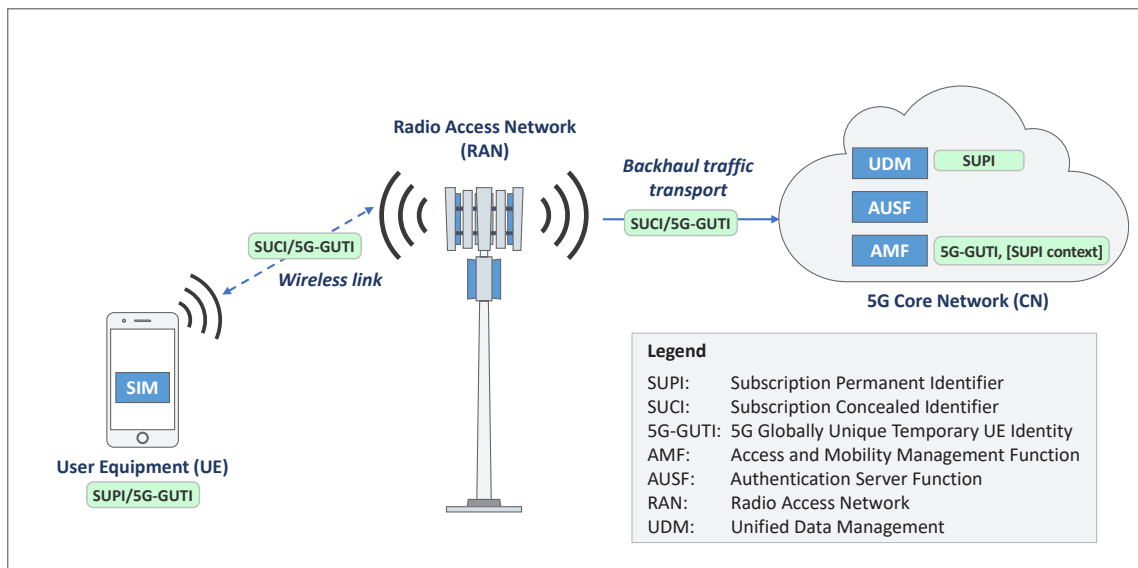 Radio Access Network
(RAN)
Backhaul traffic
transport
SUCI/5G-GUTI
SUCI/5G-GUTI
Wireless link
UDM
SUPI
AUSF
AMF
5G-GUTI, [SUPI context]
5G Core Network (CN)
SIM
User Equipment (UE)
SUPI/5G-GUTI
Legend
SUPI: Subscription Permanent Identifier
SUCI: Subscription Concealed Identifier
5G-GUTI: 5G Globally Unique Temporary UE Identity
AMF: Access and Mobility Management Function
AUSF: Authentication Server Function
RAN: Radio Access Network
UDM: Unified Data Management